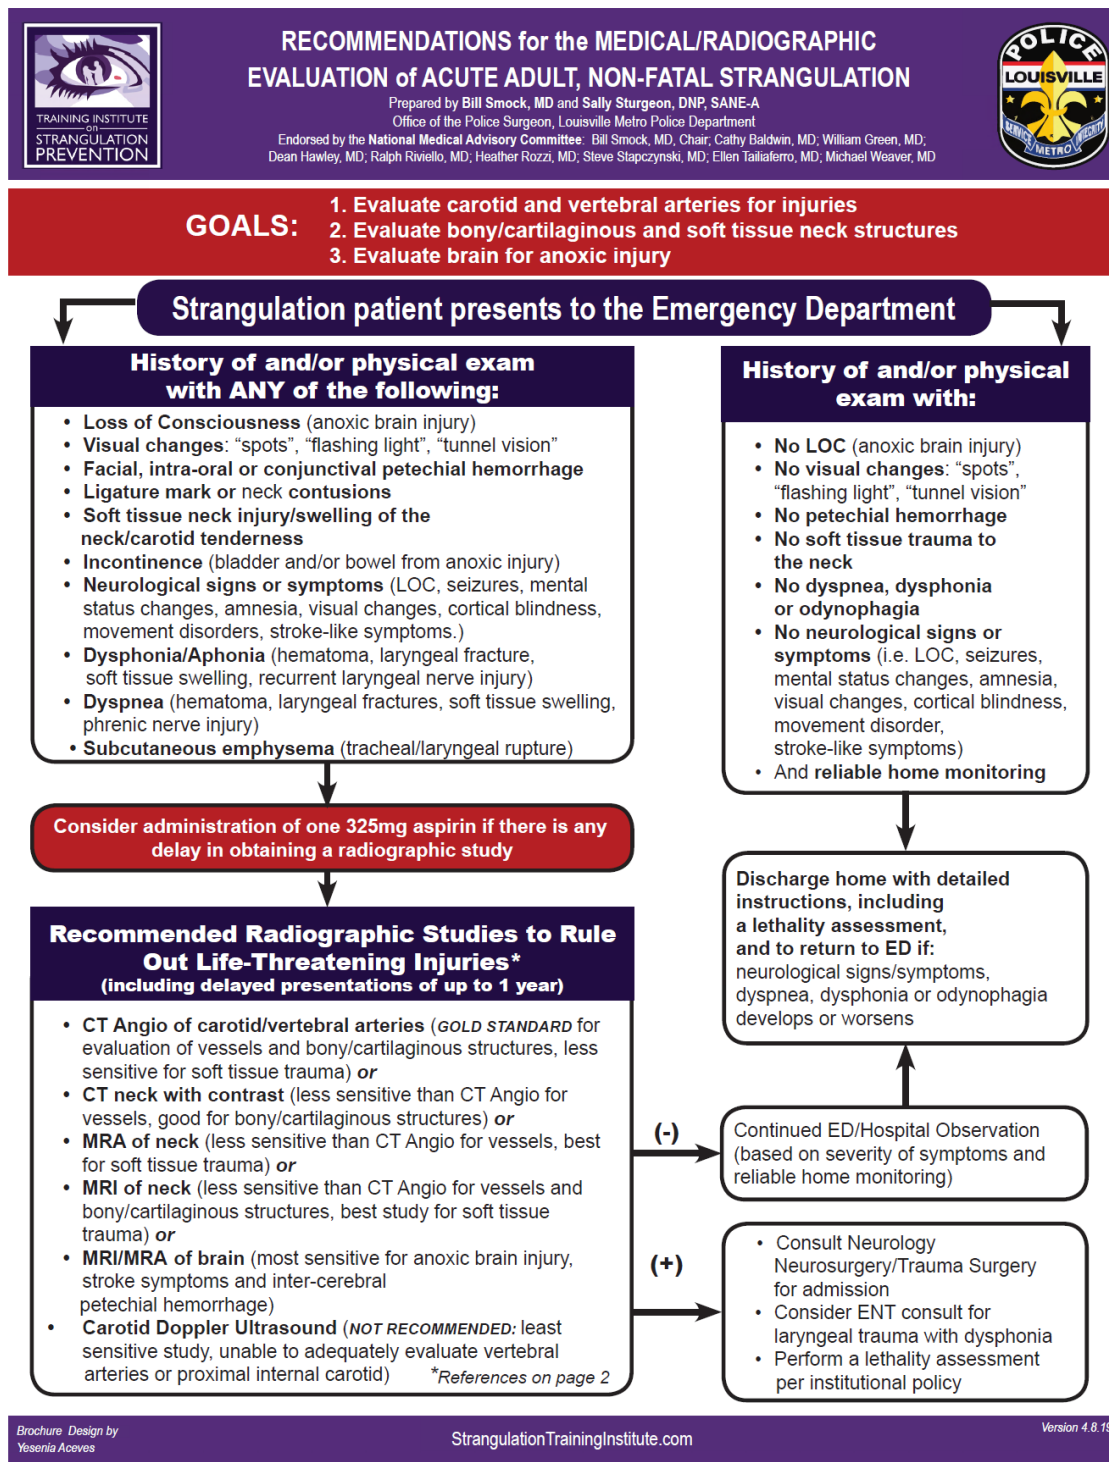 TRAINING INSTITUTE
on
STRANGULATION
PREVENTION
RECOMMENDATIONS for the MEDICAL/RADIOGRAPHIC
EVALUATION of ACUTE ADULT, NON-FATAL STRANGULATION
Prepared by Bill Smock, MD and Sally Sturgeon, DNP, SANE-A
Office of the Police Surgeon, Louisville Metro Police Department
Endorsed by the National Medical Advisory Committee: Bill Smock, MD, Chair; Cathy Baldwin, MD; William Green, MD;
Dean Hawley, MD; Ralph Riviello, MD; Heather Rozzi, MD; Steve Stapczynski, MD; Ellen Tailiaferro, MD; Michael Weaver, MD
POLICE
LOUISVILLE
SERVICE INTEGRITY
METRO
GOALS:
1. Evaluate carotid and vertebral arteries for injuries
2. Evaluate bony/cartilaginous and soft tissue neck structures
3. Evaluate brain for anoxic injury
Strangulation patient presents to the Emergency Department
History of and/or physical exam
with ANY of the following:
• Loss of Consciousness (anoxic brain injury)
• Visual changes: “spots”, “flashing light”, “tunnel vision”
• Facial, intra-oral or conjunctival petechial hemorrhage
• Ligature mark or neck contusions
• Soft tissue neck injury/swelling of the
neck/carotid tenderness
• Incontinence (bladder and/or bowel from anoxic injury)
• Neurological signs or symptoms (LOC, seizures, mental
status changes, amnesia, visual changes, cortical blindness,
movement disorders, stroke-like symptoms.)
• Dysphonia/Aphonia (hematoma, laryngeal fracture,
soft tissue swelling, recurrent laryngeal nerve injury)
• Dyspnea (hematoma, laryngeal fractures, soft tissue swelling,
phrenic nerve injury)
• Subcutaneous emphysema (tracheal/laryngeal rupture)
Consider administration of one 325mg aspirin if there is any
delay in obtaining a radiographic study
Recommended Radiographic Studies to Rule
Out Life-Threatening Injuries*
(including delayed presentations of up to 1 year)
• CT Angio of carotid/vertebral arteries (GOLD STANDARD for
evaluation of vessels and bony/cartilaginous structures, less
sensitive for soft tissue trauma) or
• CT neck with contrast (less sensitive than CT Angio for
vessels, good for bony/cartilaginous structures) or
• MRA of neck (less sensitive than CT Angio for vessels, best
for soft tissue trauma) or
• MRI of neck (less sensitive than CT Angio for vessels and
bony/cartilaginous structures, best study for soft tissue
trauma) or
• MRI/MRA of brain (most sensitive for anoxic brain injury,
stroke symptoms and inter-cerebral
petechial hemorrhage)
• Carotid Doppler Ultrasound (NOT RECOMMENDED: least
sensitive study, unable to adequately evaluate vertebral
arteries or proximal internal carotid)
*References on page 2
History of and/or physical
exam with:
• No LOC (anoxic brain injury)
• No visual changes: “spots”,
“flashing light”, “tunnel vision”
• No petechial hemorrhage
• No soft tissue trauma to
the neck
• No dyspnea, dysphonia
or odynophagia
• No neurological signs or
symptoms (i.e. LOC, seizures,
mental status changes, amnesia,
visual changes, cortical blindness,
movement disorder,
stroke-like symptoms)
• And reliable home monitoring
Discharge home with detailed
instructions, including
a lethality assessment,
and to return to ED if:
neurological signs/symptoms,
dyspnea, dysphonia or odynophagia
develops or worsens
(-)
Continued ED/Hospital Observation
(based on severity of symptoms and
reliable home monitoring)
(+)
• Consult Neurology
Neurosurgery/Trauma Surgery
for admission
• Consider ENT consult for
laryngeal trauma with dysphonia
• Perform a lethality assessment
per institutional policy
Brochure Design by
Yesenia Aceves
StrangulationTrainingInstitute.com
Version 4.8.19